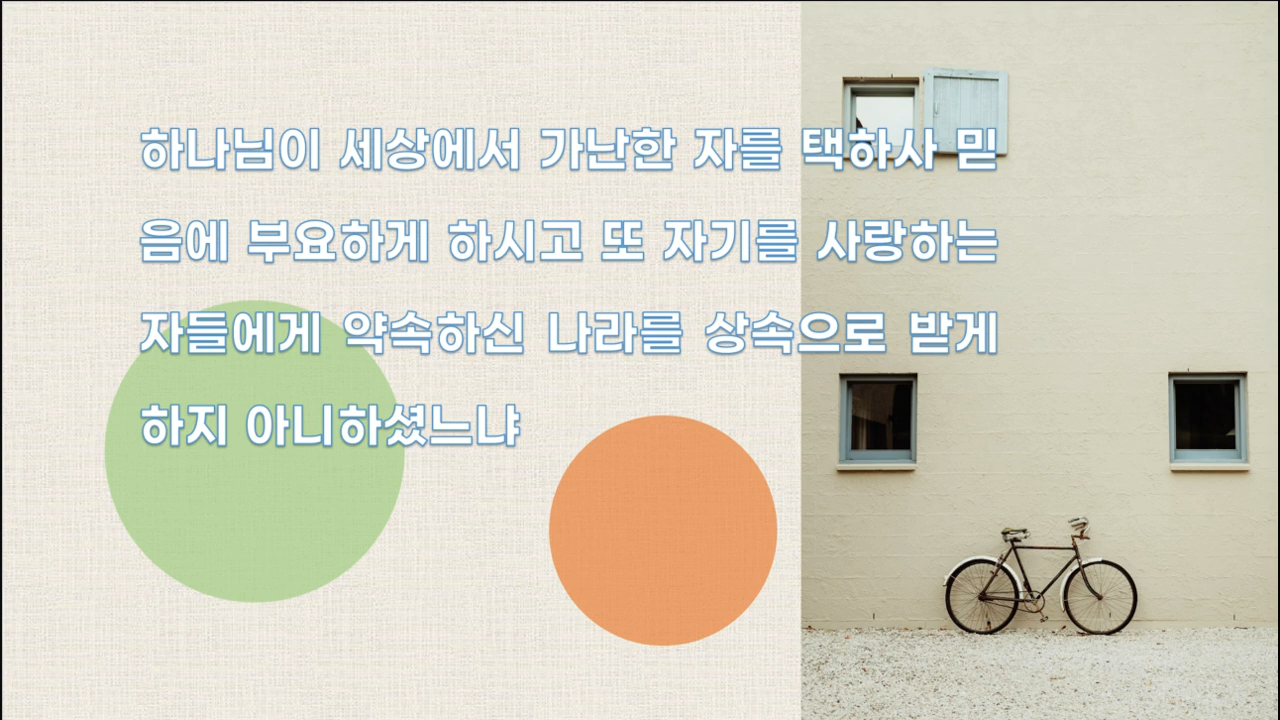 하나님이 세상에서 가난한 자를 택하사 믿
음에 부요하게 하시고 또 자기를 사랑하는
자들에게 약속하신 나라를 상속으로 받게
하지 아니하셨느냐